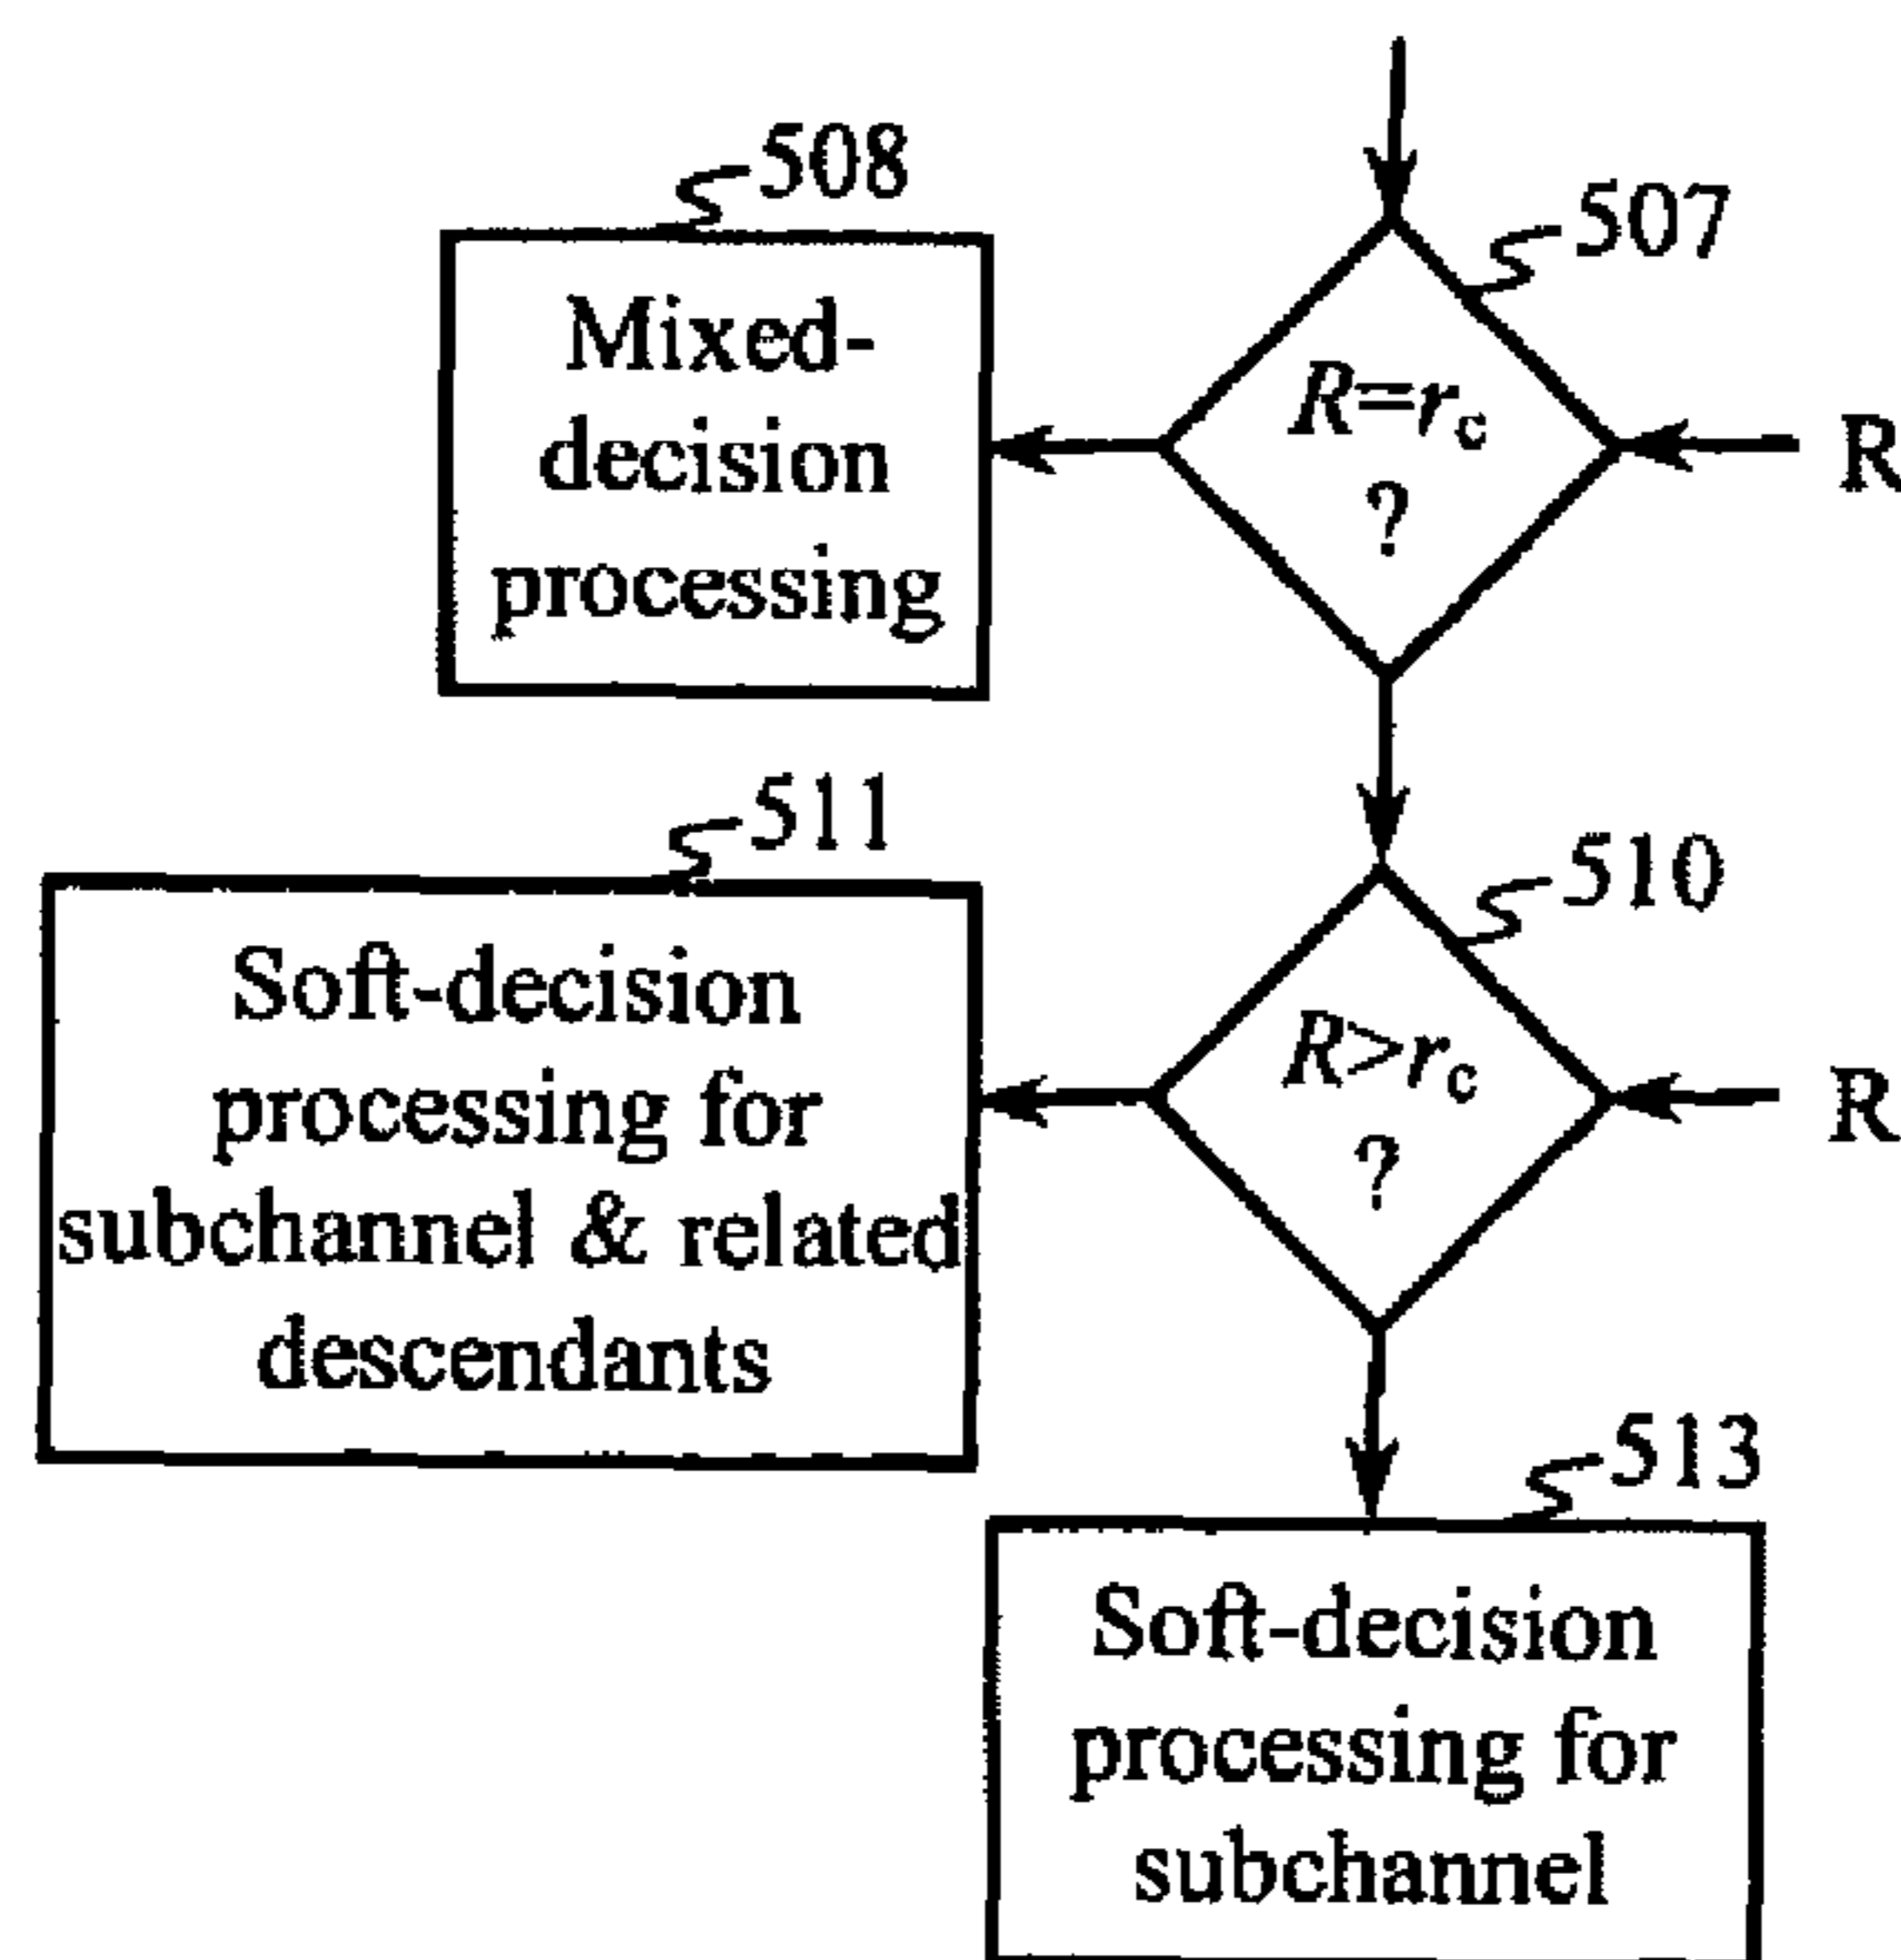 508
507
Mixed-
decision
processing
R=rc
?
R
511
510
Soft-decision
processing for
subchannel & related
descendants
R>rc
?
R
513
Soft-decision
processing for
subchannel